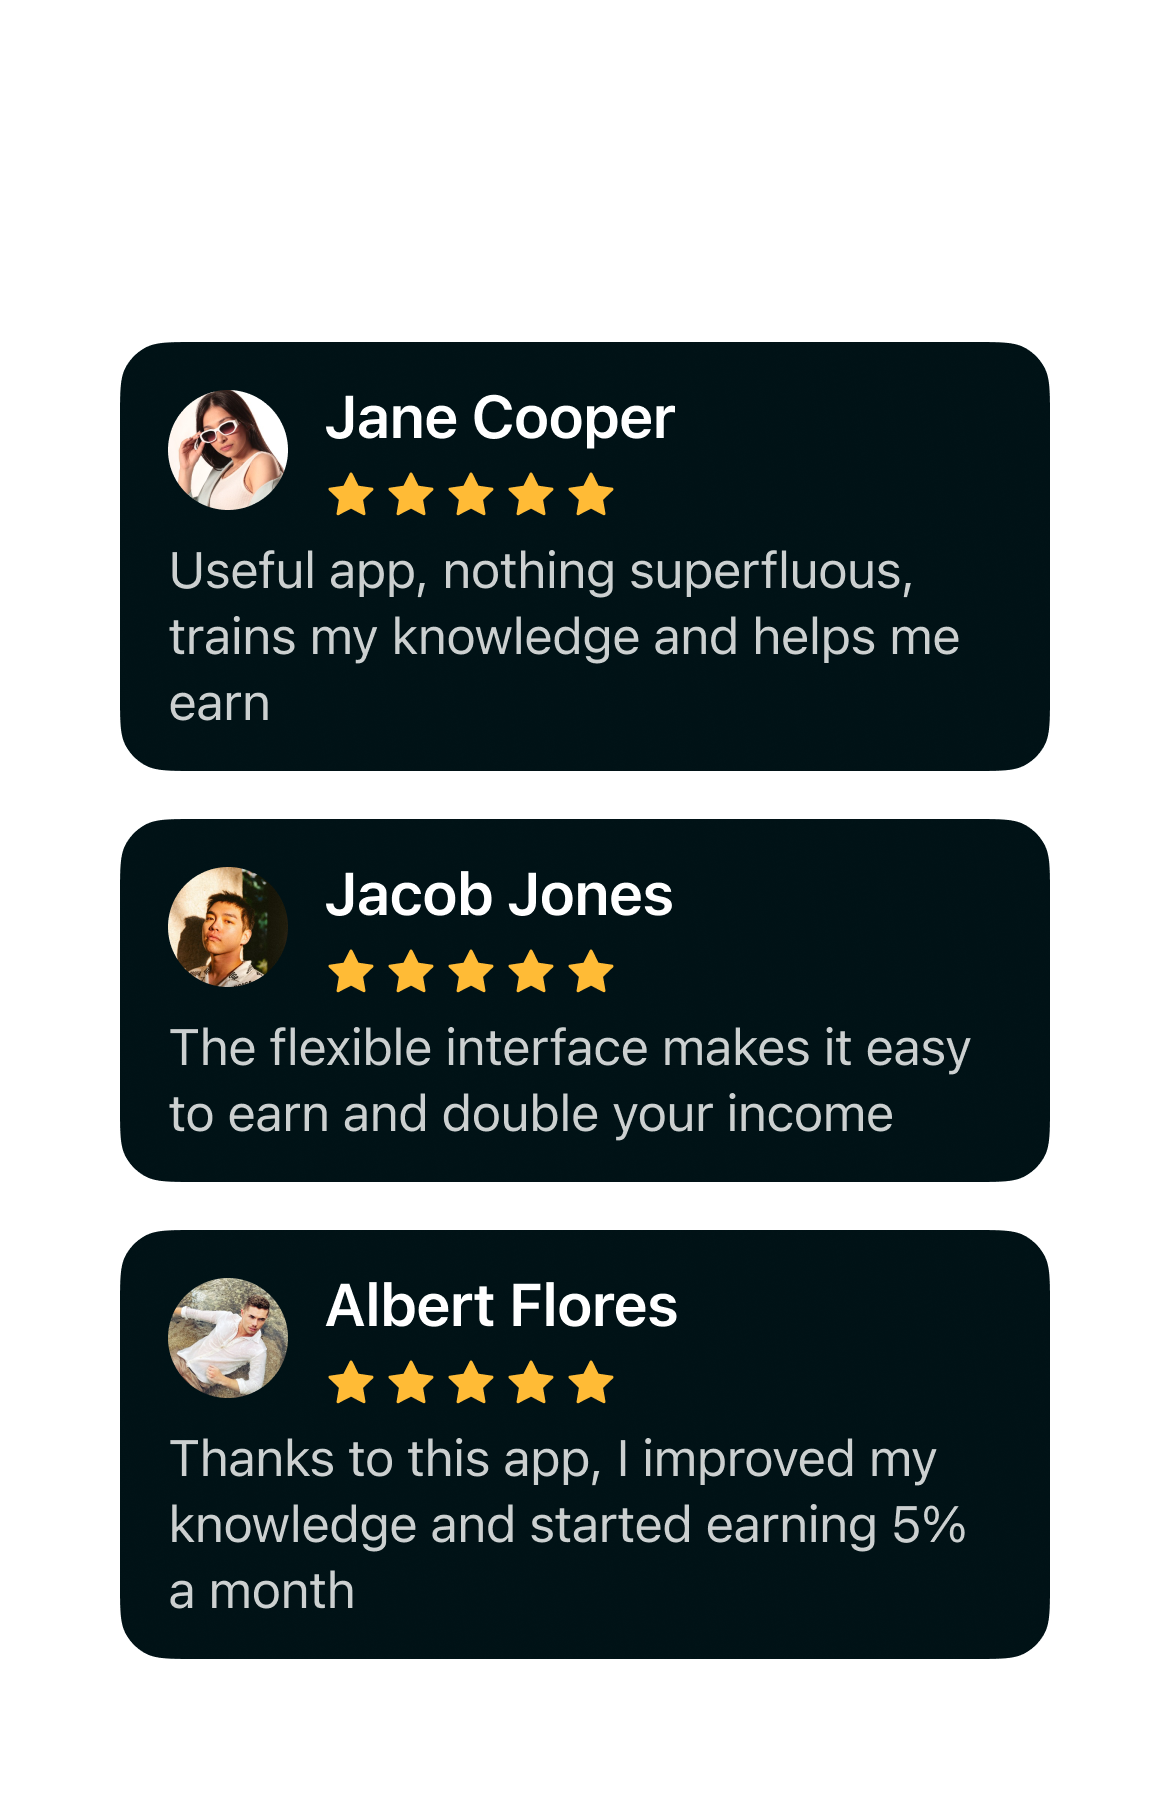 Jane Cooper
Useful app, nothing superfluous,
trains my knowledge and helps me
earn
Jacob Jones
The flexible interface makes it easy
to earn and double your income
Albert Flores
Thanks to this app, I improved my
knowledge and started earning 5%
a month